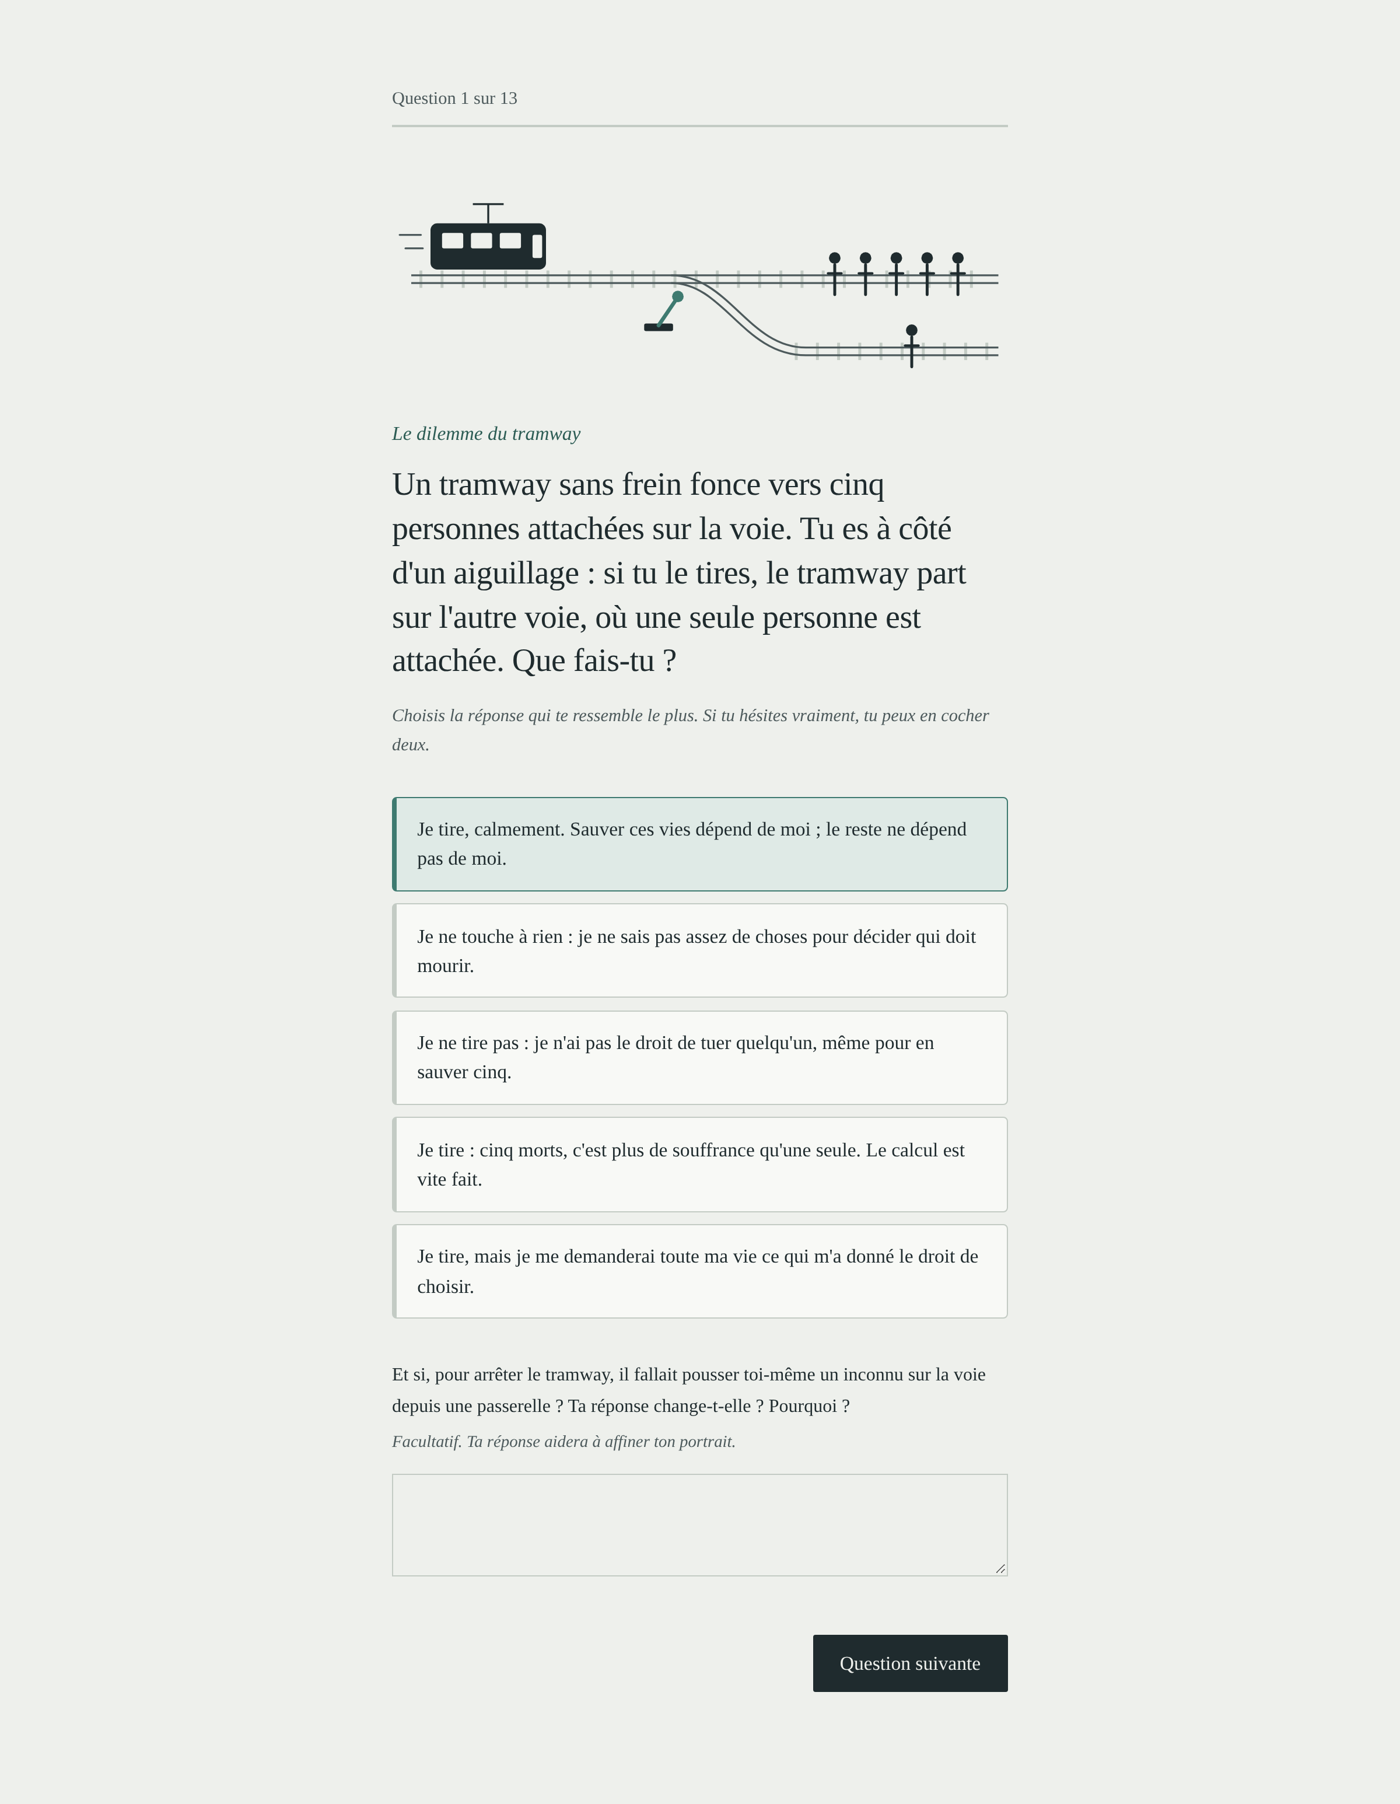 Question 1 sur 13
Le dilemme du tramway
Un tramway sans frein fonce vers cinq
personnes attachées sur la voie. Tu es à côté
d'un aiguillage : si tu le tires, le tramway part
sur l'autre voie, où une seule personne est
attachée. Que fais-tu ?
Choisis la réponse qui te ressemble le plus. Si tu hésites vraiment, tu peux en cocher
deux.
Je tire, calmement. Sauver ces vies dépend de moi ; le reste ne dépend
pas de moi.
Je ne touche à rien : je ne sais pas assez de choses pour décider qui doit
mourir.
Je ne tire pas : je n'ai pas le droit de tuer quelqu'un, même pour en
sauver cinq.
Je tire : cinq morts, c'est plus de souffrance qu'une seule. Le calcul est
vite fait.
Je tire, mais je me demanderai toute ma vie ce qui m'a donné le droit de
choisir.
Et si, pour arrêter le tramway, il fallait pousser toi-même un inconnu sur la voie
depuis une passerelle ? Ta réponse change-t-elle ? Pourquoi ?
Facultatif. Ta réponse aidera à affiner ton portrait.
Question suivante